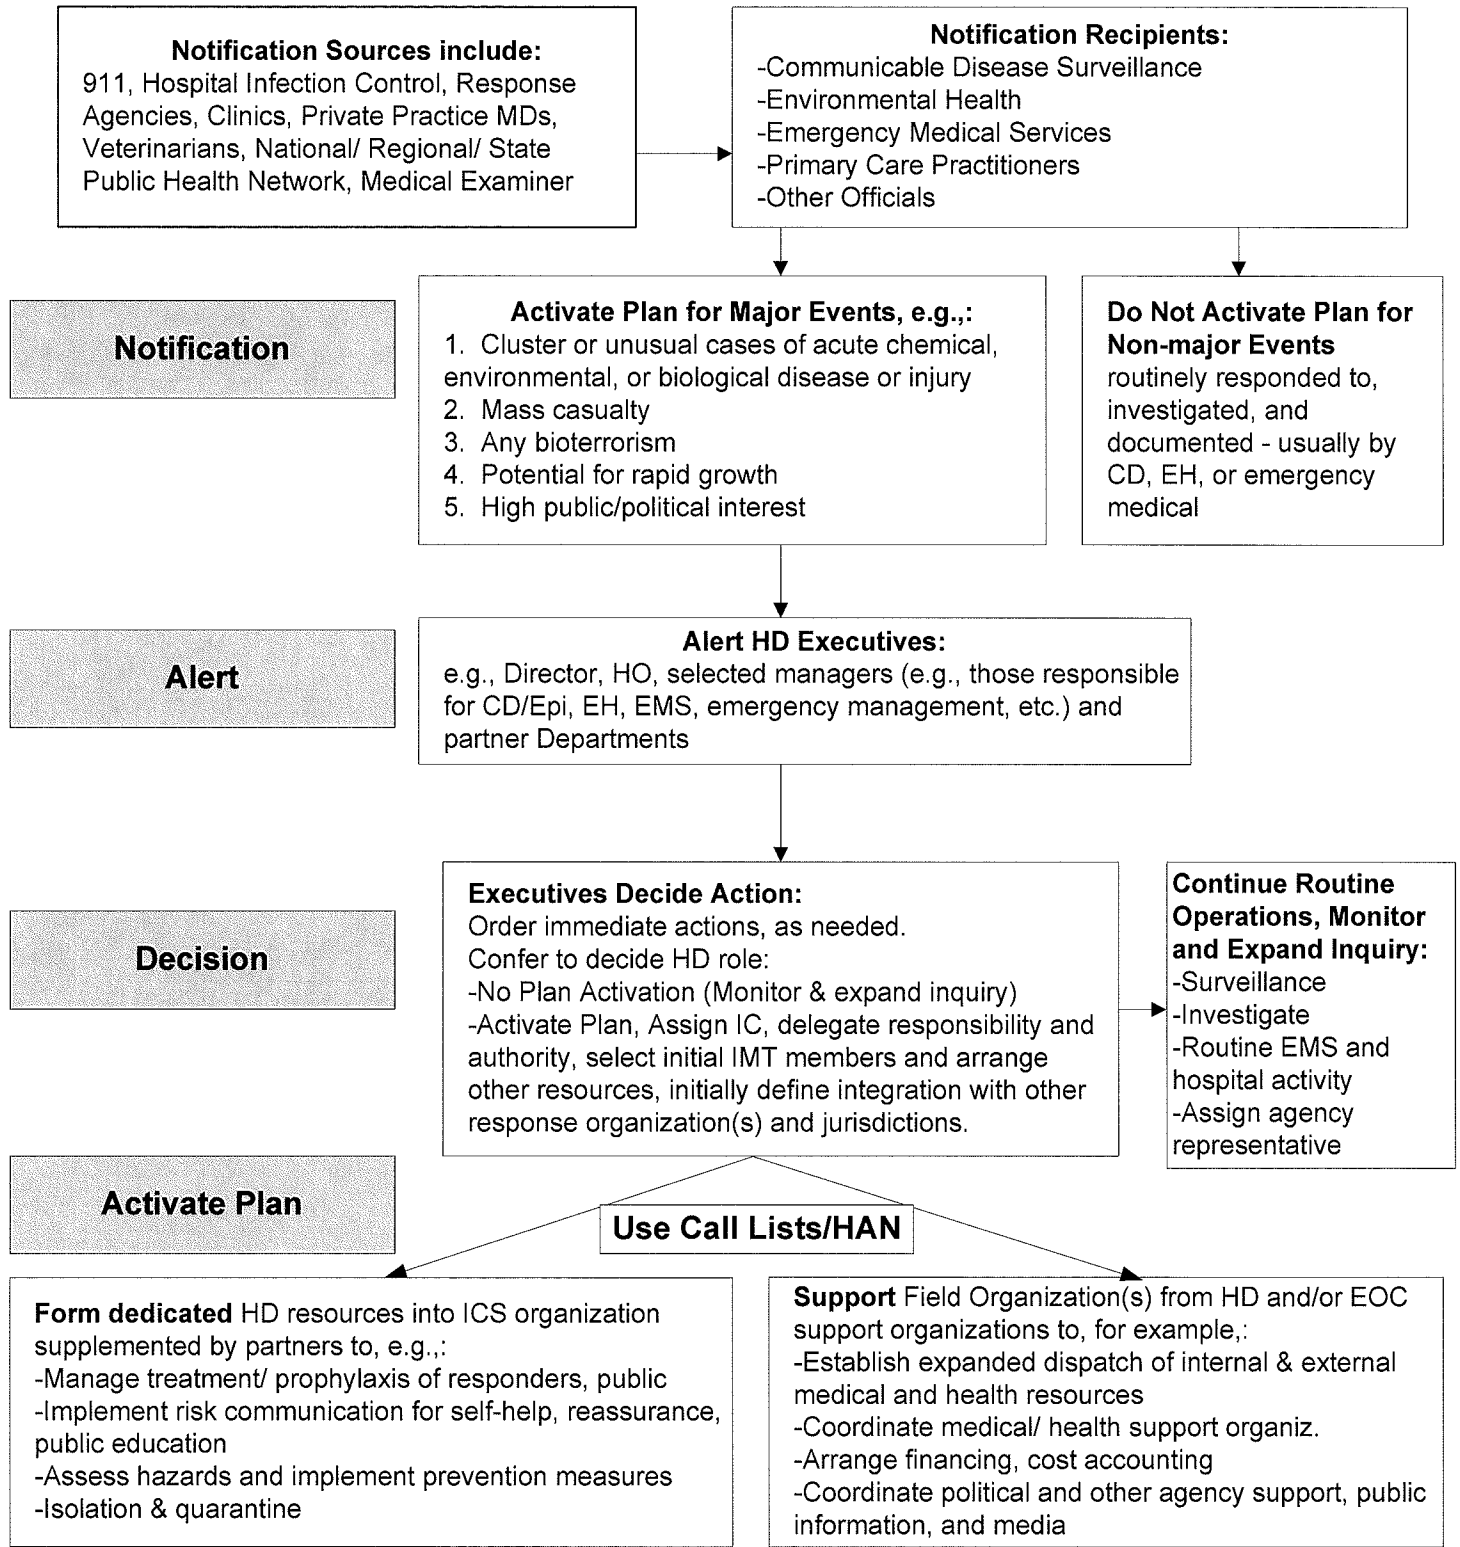 Notification Sources include:
911, Hospital Infection Control, Response
Agencies, Clinics, Private Practice MDs,
Veterinarians, National/ Regional/ State
Public Health Network, Medical Examiner
Notification Recipients:
-Communicable Disease Surveillance
-Environmental Health
-Emergency Medical Services
-Primary Care Practitioners
-Other Officials
Notification
Activate Plan for Major Events, e.g.,:
1. Cluster or unusual cases of acute chemical,
environmental, or biological disease or injury
2. Mass casualty
3. Any bioterrorism
4. Potential for rapid growth
5. High public/political interest
Do Not Activate Plan for
Non-major Events
routinely responded to,
investigated, and
documented - usually by
CD, EH, or emergency
medical
Alert
Alert HD Executives:
e.g., Director, HO, selected managers (e.g., those responsible
for CD/Epi, EH, EMS, emergency management, etc.) and
partner Departments
Decision
Executives Decide Action:
Order immediate actions, as needed.
Confer to decide HD role:
-No Plan Activation (Monitor & expand inquiry)
-Activate Plan, Assign IC, delegate responsibility and
authority, select initial IMT members and arrange
other resources, initially define integration with other
response organization(s) and jurisdictions.
Continue Routine
Operations, Monitor
and Expand Inquiry:
-Surveillance
-Investigate
-Routine EMS and
hospital activity
-Assign agency
representative
Activate Plan
Use Call Lists/HAN
Form dedicated HD resources into ICS organization
supplemented by partners to, e.g.,:
-Manage treatment/ prophylaxis of responders, public
-Implement risk communication for self-help, reassurance,
public education
-Assess hazards and implement prevention measures
-Isolation & quarantine
Support Field Organization(s) from HD and/or EOC
support organizations to, for example,:
-Establish expanded dispatch of internal & external
medical and health resources
-Coordinate medical/ health support organiz.
-Arrange financing, cost accounting
-Coordinate political and other agency support, public
information, and media